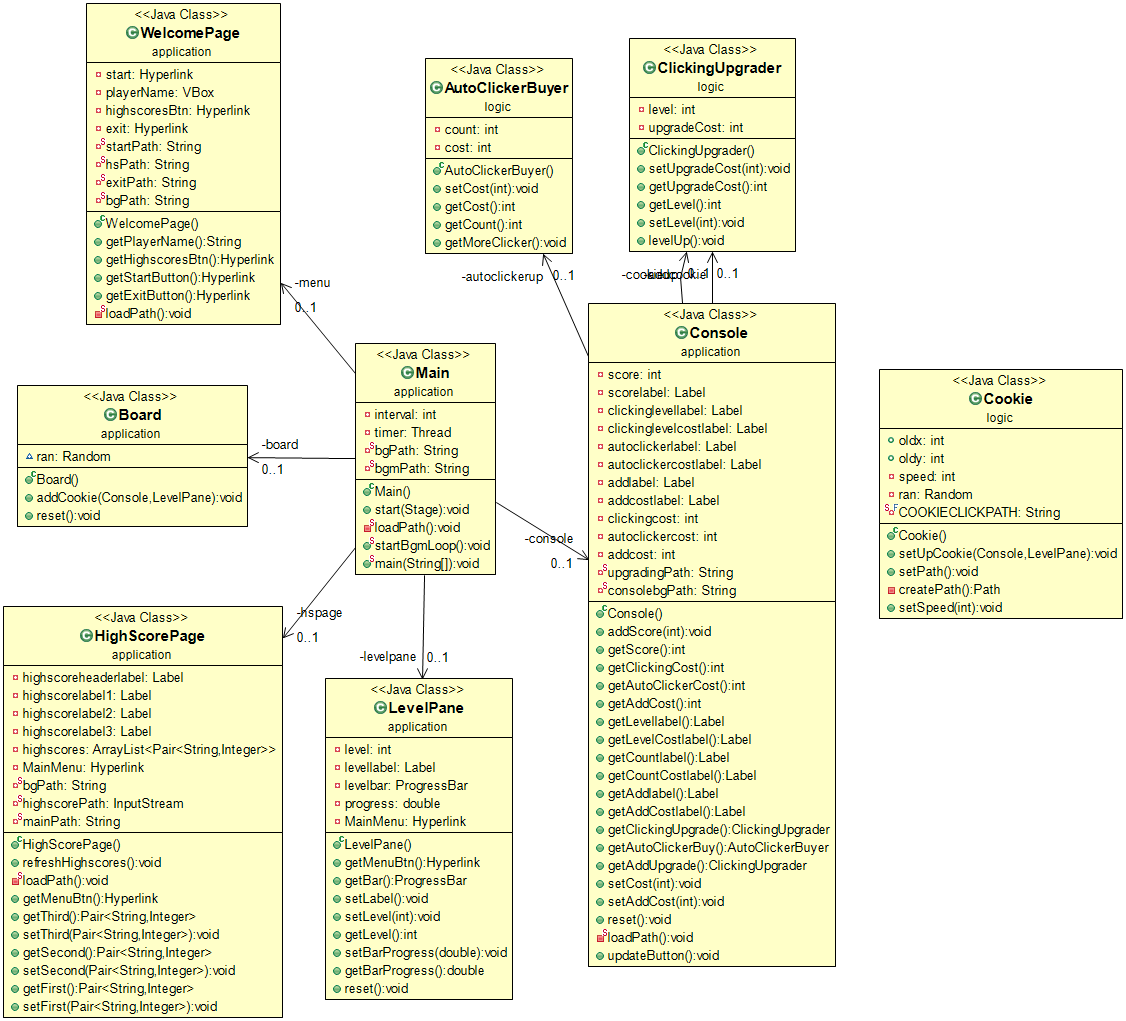 <<Java Class>>
WelcomePage
application
start: Hyperlink
playerName: VBox
highscoresBtn: Hyperlink
exit: Hyperlink
startPath: String
hsPath: String
exitPath: String
bgPath: String
WelcomePage()
getPlayerName():String
getHighscoresBtn():Hyperlink
getStartButton():Hyperlink
getExitButton():Hyperlink
loadPath():void
<<Java Class>>
AutoClickerBuyer
logic
count: int
cost: int
AutoClickerBuyer()
setCost(int):void
getCost():int
getCount():int
getMoreClicker():void
<<Java Class>>
ClickingUpgrader
logic
level: int
upgradeCost: int
ClickingUpgrader()
setUpgradeCost(int):void
getUpgradeCost():int
getLevel():int
setLevel(int):void
levelUp():void
-menu
0..1
-autoclickerup
0..1
0..1
<<Java Class>>
Main
application
interval: int
timer: Thread
bgPath: String
bgmPath: String
Main()
start(Stage):void
loadPath():void
startBgmLoop():void
main(String[]):void
<<Java Class>>
Board
application
ran: Random
Board()
addCookie(Console,LevelPane):void
reset():void
-board
0..1
-console
0..1
-hspage
0..1
-levelpane
0..1
<<Java Class>>
Console
application
score: int
scorelabel: Label
clickinglevellabel: Label
clickinglevelcostlabel: Label
autoclickerlabel: Label
autoclickercostlabel: Label
addlabel: Label
addcostlabel: Label
clickingcost: int
autoclickercost: int
addcost: int
upgradingPath: String
consolebgPath: String
Console()
addScore(int):void
getScore():int
getClickingCost():int
getAutoClickerCost():int
getAddCost():int
getLevellabel():Label
getLevelCostlabel():Label
getCountlabel():Label
getCountCostlabel():Label
getAddlabel():Label
getAddCostlabel():Label
getClickingUpgrade():ClickingUpgrader
getAutoClickerBuy():AutoClickerBuyer
getAddUpgrade():ClickingUpgrader
setCost(int):void
setAddCost(int):void
reset():void
loadPath():void
updateButton():void
<<Java Class>>
Cookie
logic
oldx: int
oldy: int
speed: int
ran: Random
COOKIECLICKPATH: String
Cookie()
setUpCookie(Console,LevelPane):void
setPath():void
createPath():Path
setSpeed(int):void
<<Java Class>>
HighScorePage
application
highscoreheaderlabel: Label
highscorelabel1: Label
highscorelabel2: Label
highscorelabel3: Label
highscores: ArrayList<Pair<String,Integer>>
MainMenu: Hyperlink
bgPath: String
highscorePath: InputStream
mainPath: String
HighScorePage()
refreshHighscores():void
loadPath():void
getMenuBtn():Hyperlink
getThird():Pair<String,Integer>
setThird(Pair<String,Integer>):void
getSecond():Pair<String,Integer>
setSecond(Pair<String,Integer>):void
getFirst():Pair<String,Integer>
setFirst(Pair<String,Integer>):void
<<Java Class>>
LevelPane
application
level: int
levellabel: Label
levelbar: ProgressBar
progress: double
MainMenu: Hyperlink
LevelPane()
getMenuBtn():Hyperlink
getBar():ProgressBar
setLabel():void
setLevel(int):void
getLevel():int
setBarProgress(double):void
getBarProgress():double
reset():void